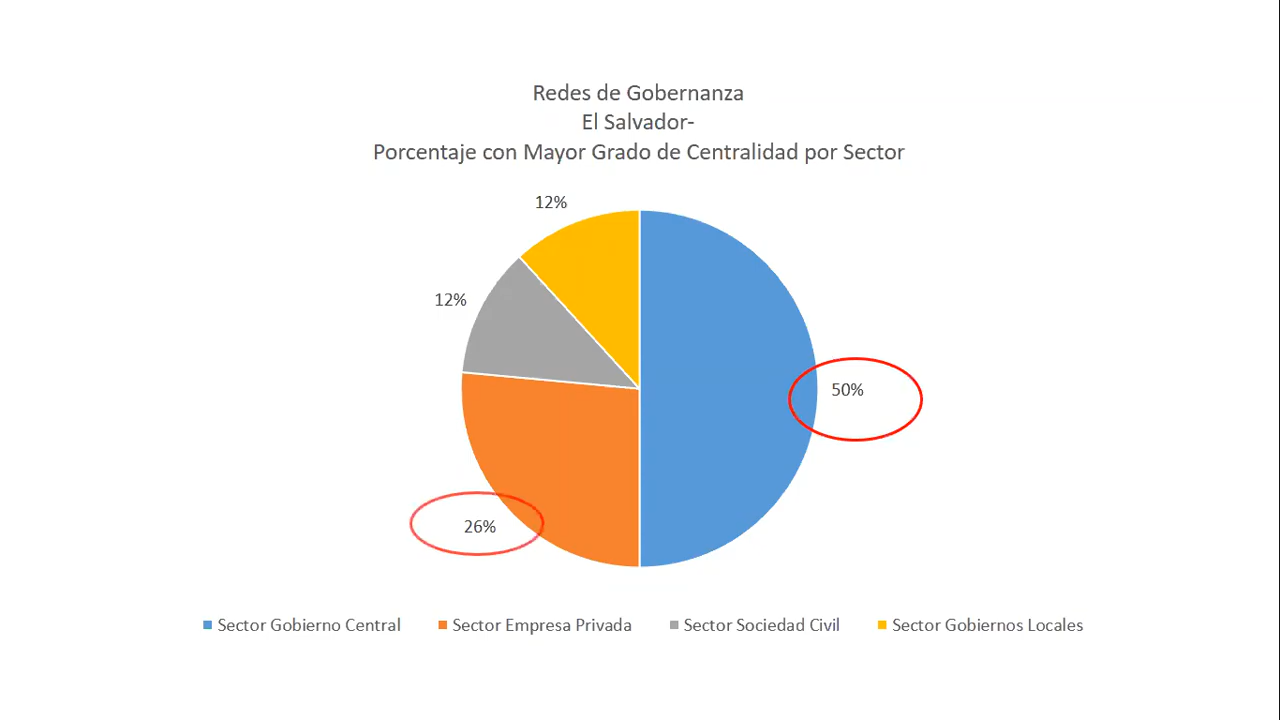 Redes de Gobernanza
El Salvador-
Porcentaje con Mayor Grado de Centralidad por Sector
12%
12%
50%
26%
Sector Gobierno Central
Sector Empresa Privada
Sector Sociedad Civil
Sector Gobiernos Locales